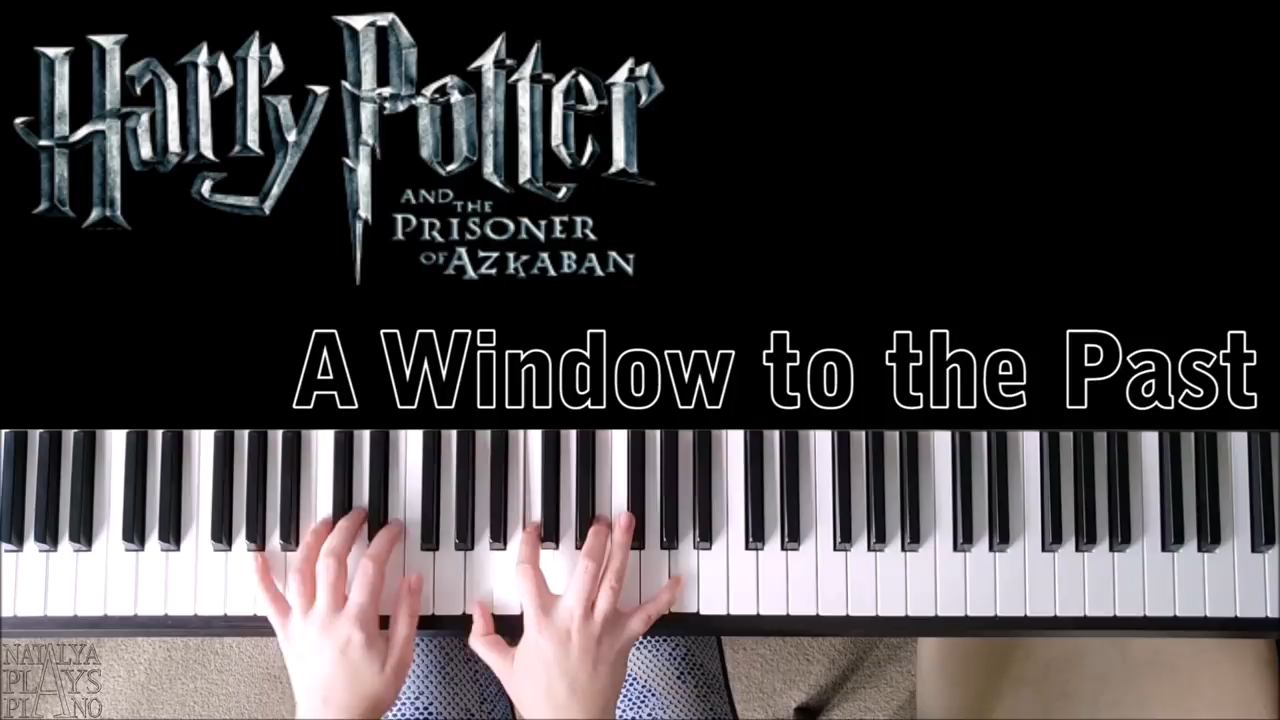 Harry Potter
AND THE
PRISONER
OF AZKABAN
A Window to the Past
NATALYA
PLAYS
PIANO